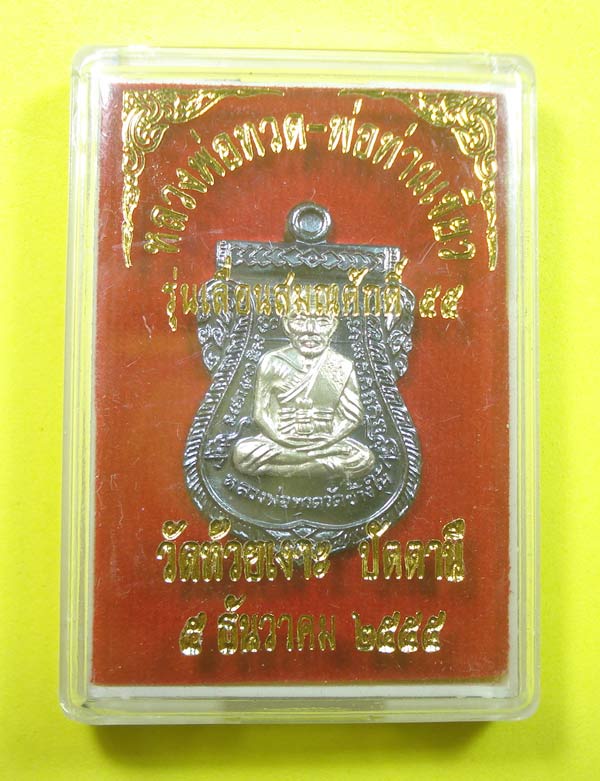 หลวงพ่อทวด-พ่อท่านเขียว
รุ่นเลื่อนสมณศักดิ์ ๕๕
หลวงพ่อทวดวัดช้างให้
วัดห้วยเงาะ ปัตตานี
๕ ธันวาคม ๒๕๕๕